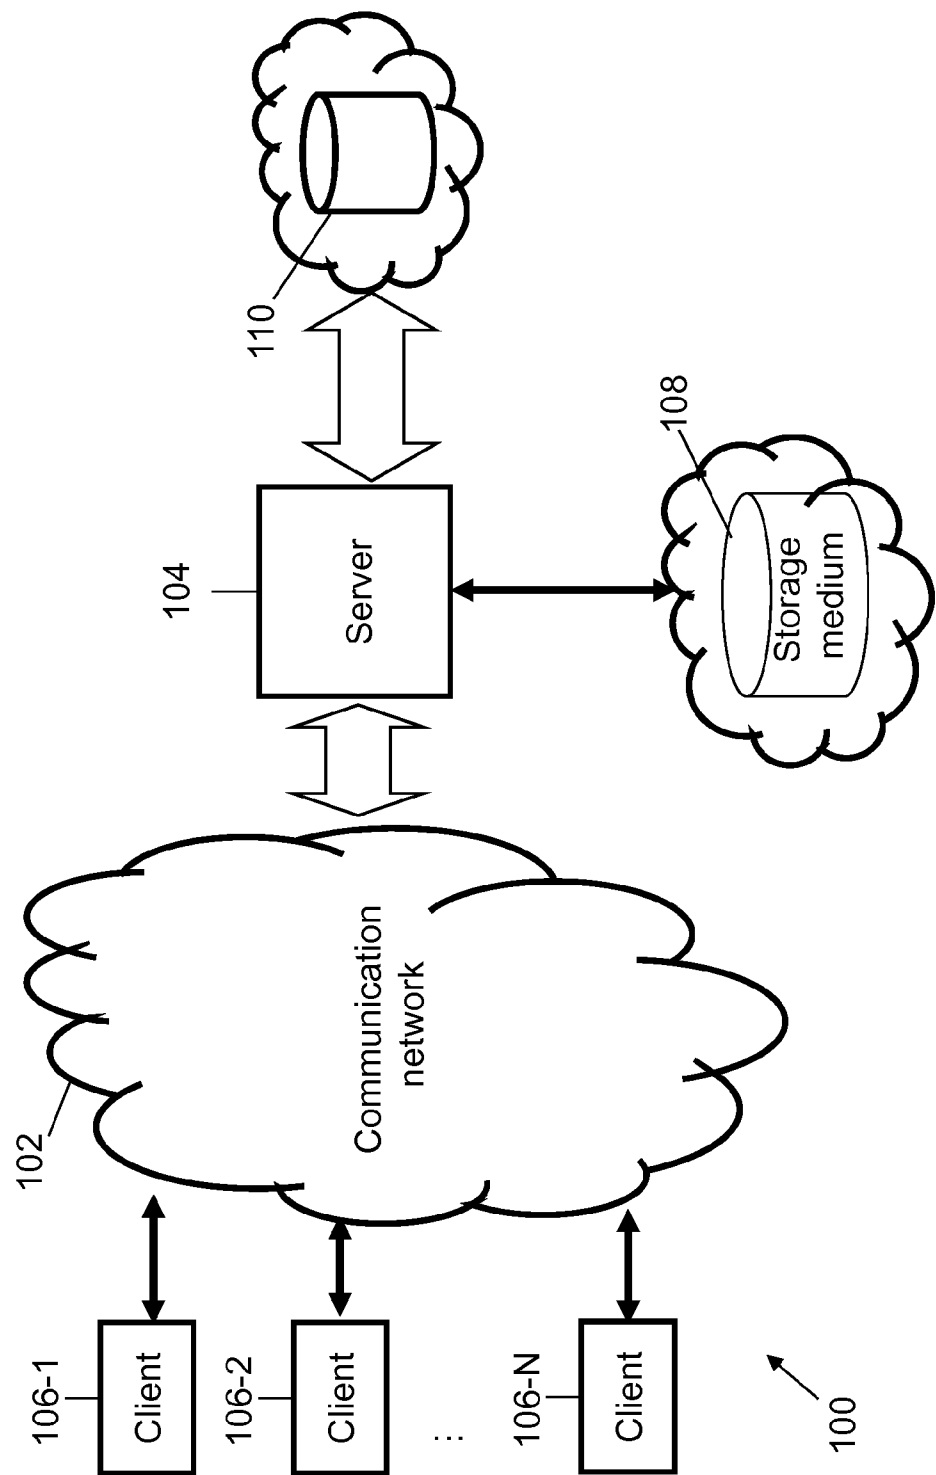 106-1
Client
106-2
Client
⋮
106-N
Client
100
102
Communication
network
104
Server
108
Storage
medium
110